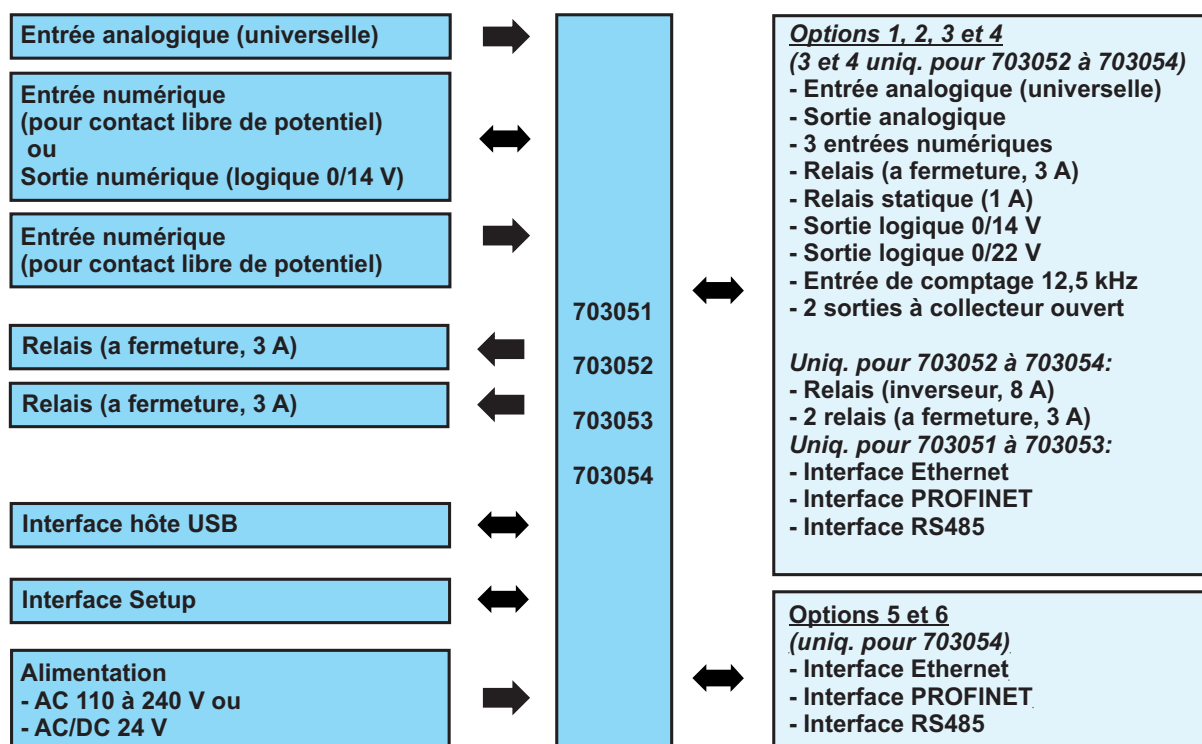 Entrée analogique (universelle)
Entrée numérique
(pour contact libre de potentiel)
ou
Sortie numérique (logique 0/14 V)
Entrée numérique
(pour contact libre de potentiel)
Relais (a fermeture, 3 A)
Relais (a fermeture, 3 A)
Interface hôte USB
Interface Setup
Alimentation
- AC 110 à 240 V ou
- AC/DC 24 V
703051
703052
703053
703054
Options 1, 2, 3 et 4
(3 et 4 uniq. pour 703052 à 703054)
- Entrée analogique (universelle)
- Sortie analogique
- 3 entrées numériques
- Relais (a fermeture, 3 A)
- Relais statique (1 A)
- Sortie logique 0/14 V
- Sortie logique 0/22 V
- Entrée de comptage 12,5 kHz
- 2 sorties à collecteur ouvert
Uniq. pour 703052 à 703054:
- Relais (inverseur, 8 A)
- 2 relais (a fermeture, 3 A)
Uniq. pour 703051 à 703053:
- Interface Ethernet
- Interface PROFINET
- Interface RS485
Options 5 et 6
(uniq. pour 703054)
- Interface Ethernet
- Interface PROFINET
- Interface RS485